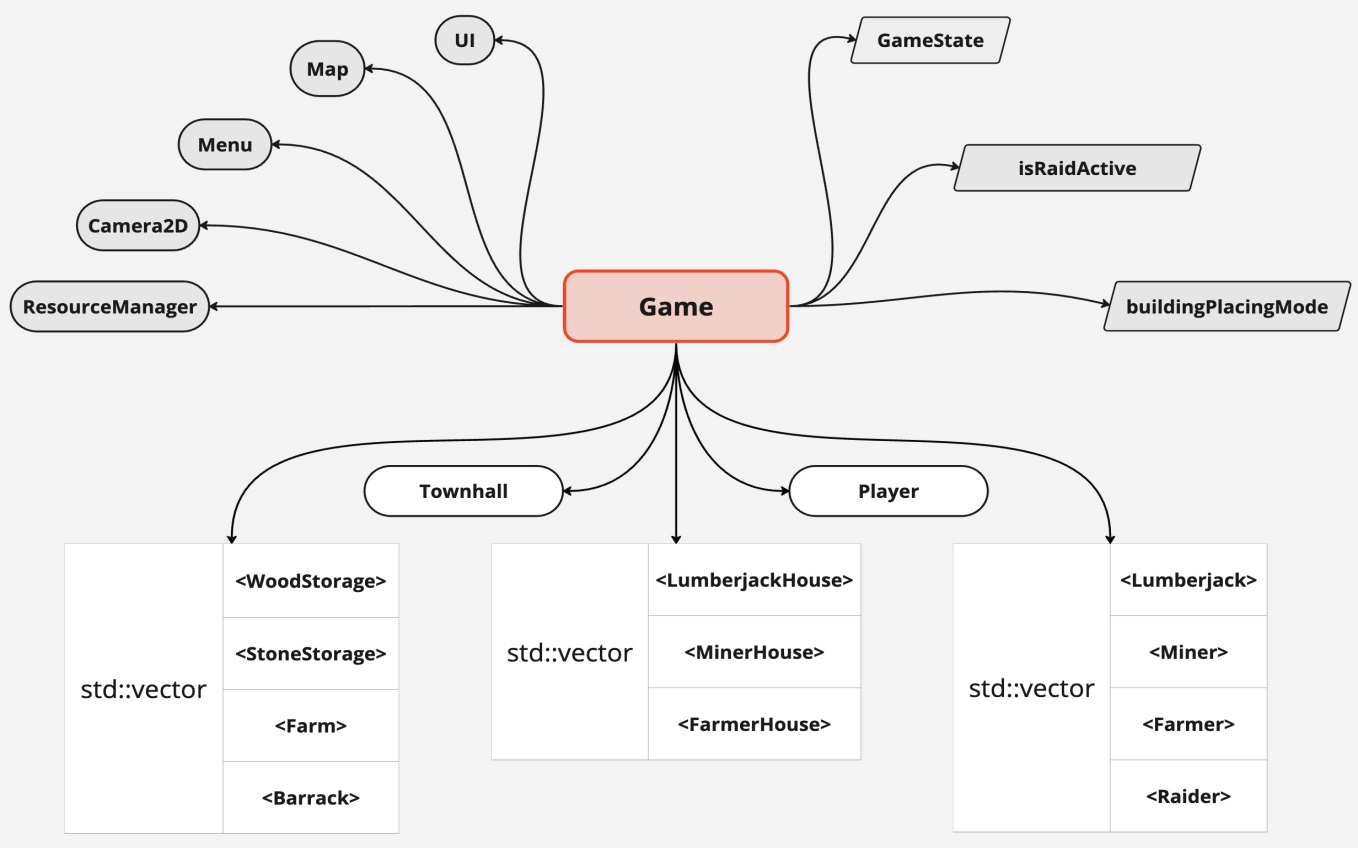 UI
GameState
Map
Menu
isRaidActive
Camera2D
ResourceManager
Game
buildingPlacingMode
Townhall
Player
std::vector
<WoodStorage>
<StoneStorage>
<Farm>
<Barrack>
std::vector
<LumberjackHouse>
<MinerHouse>
<FarmerHouse>
std::vector
<Lumberjack>
<Miner>
<Farmer>
<Raider>